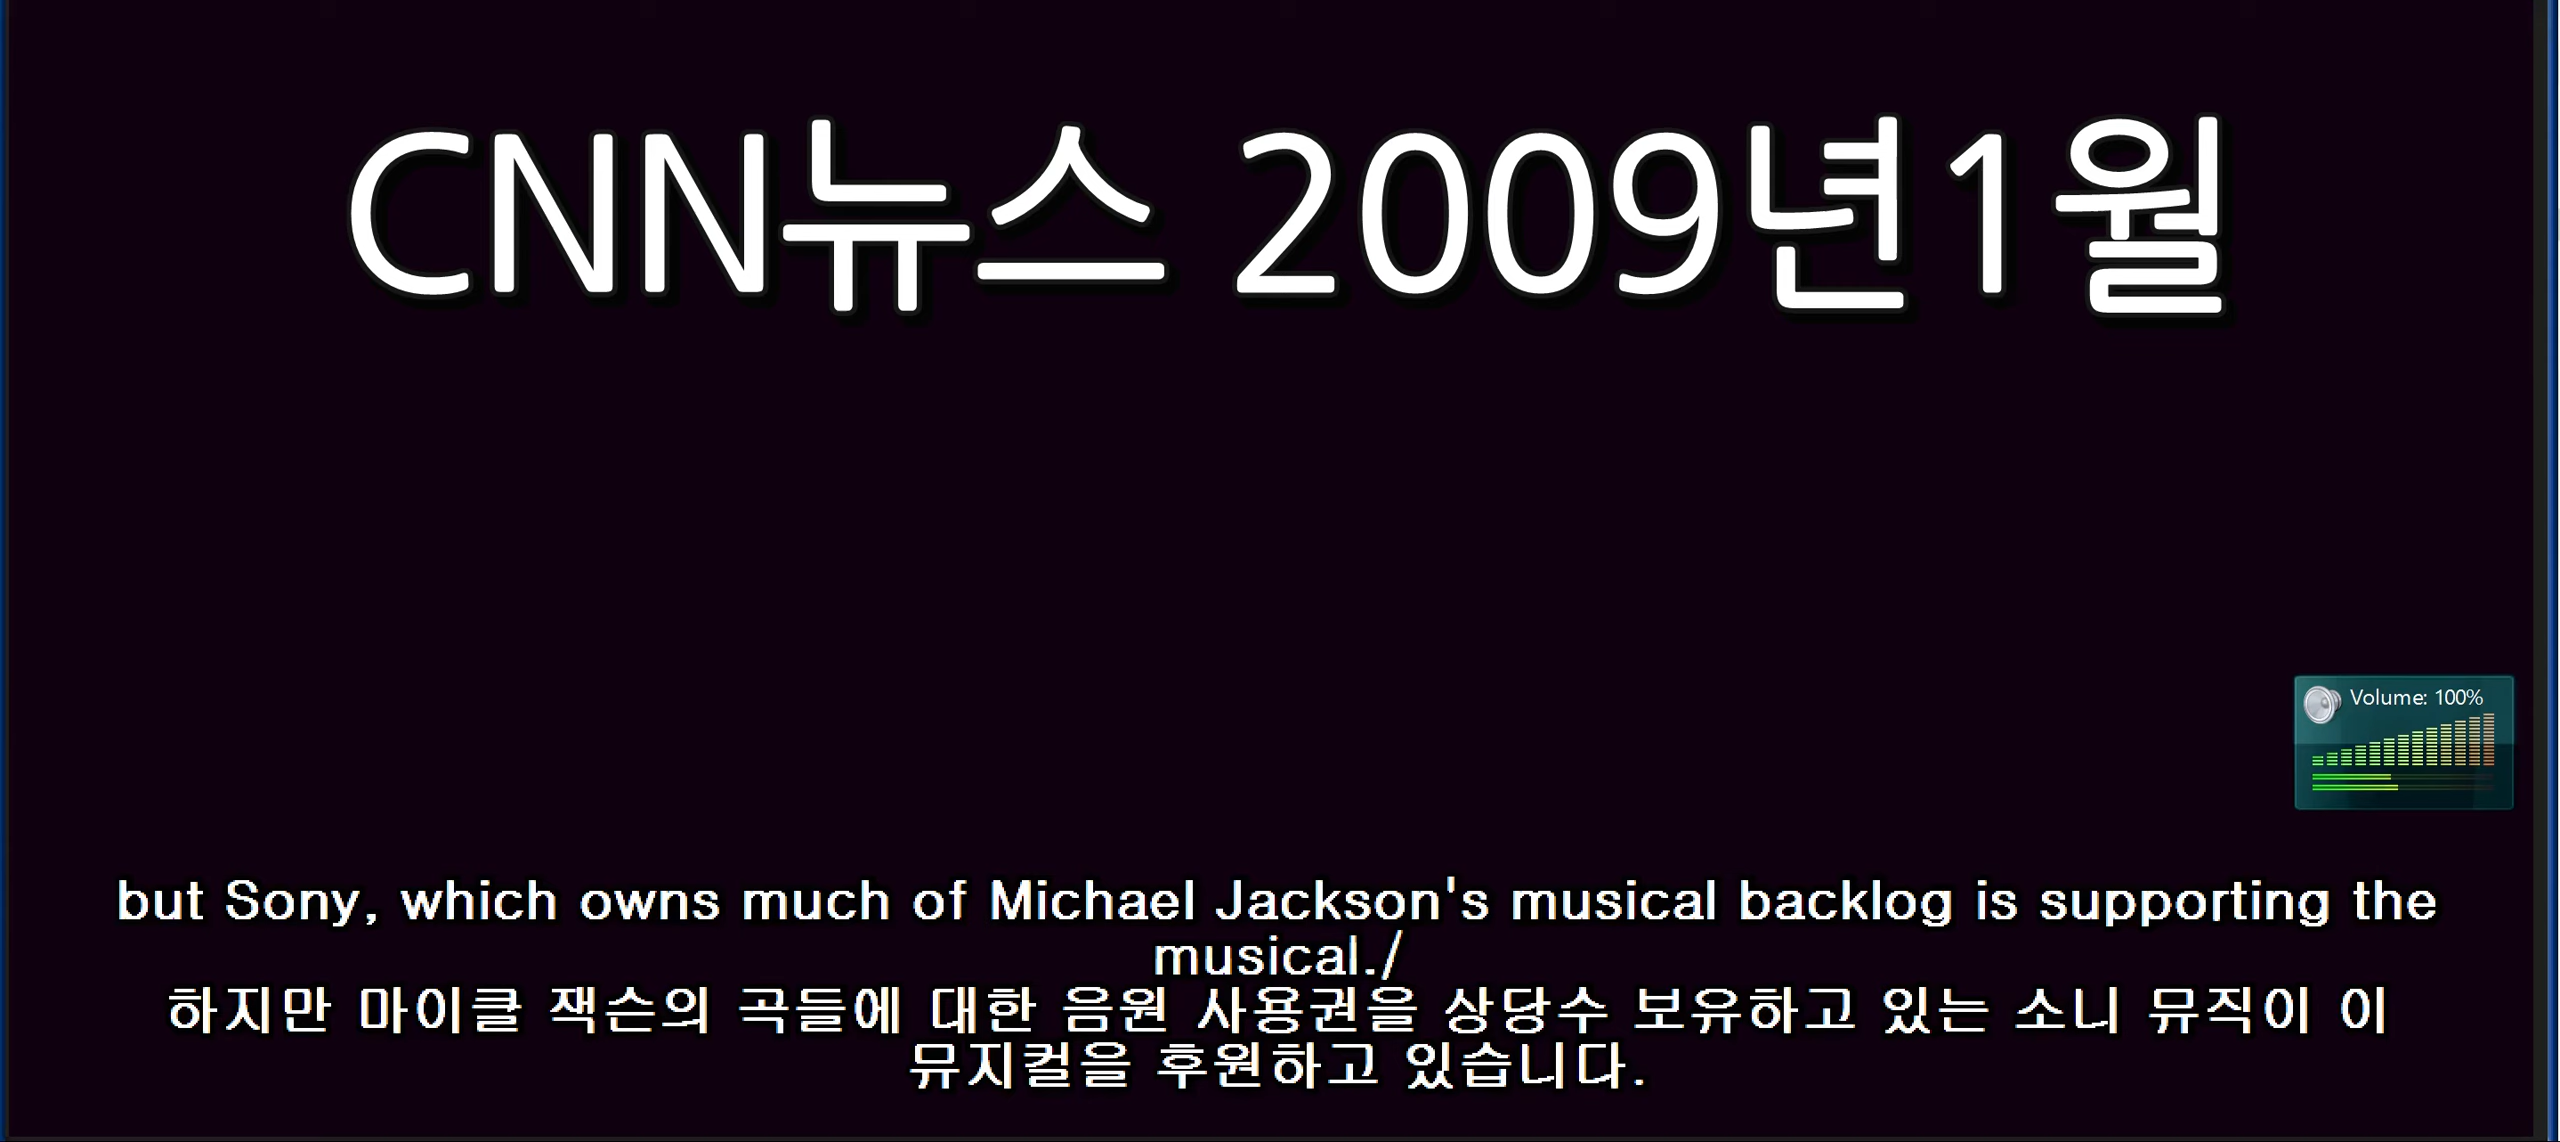 CNN뉴스 2009년1월
Volume: 100%
but Sony, which owns much of Michael Jackson's musical backlog is supporting the
musical./
하지만 마이클 잭슨의 곡들에 대한 음원 사용권을 상당수 보유하고 있는 소니 뮤직이 이
뮤지컬을 후원하고 있습니다.